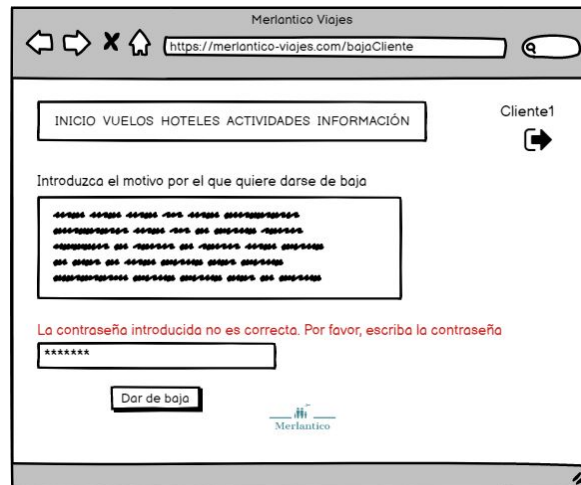 Merlantico Viajes
https://merlantico-viajes.com/bajaCliente
INICIO VUELOS HOTELES ACTIVIDADES INFORMACIÓN
Cliente1
Introduzca el motivo por el que quiere darse de baja
La contraseña introducida no es correcta. Por favor, escriba la contraseña
*******
Dar de baja
Merlantico